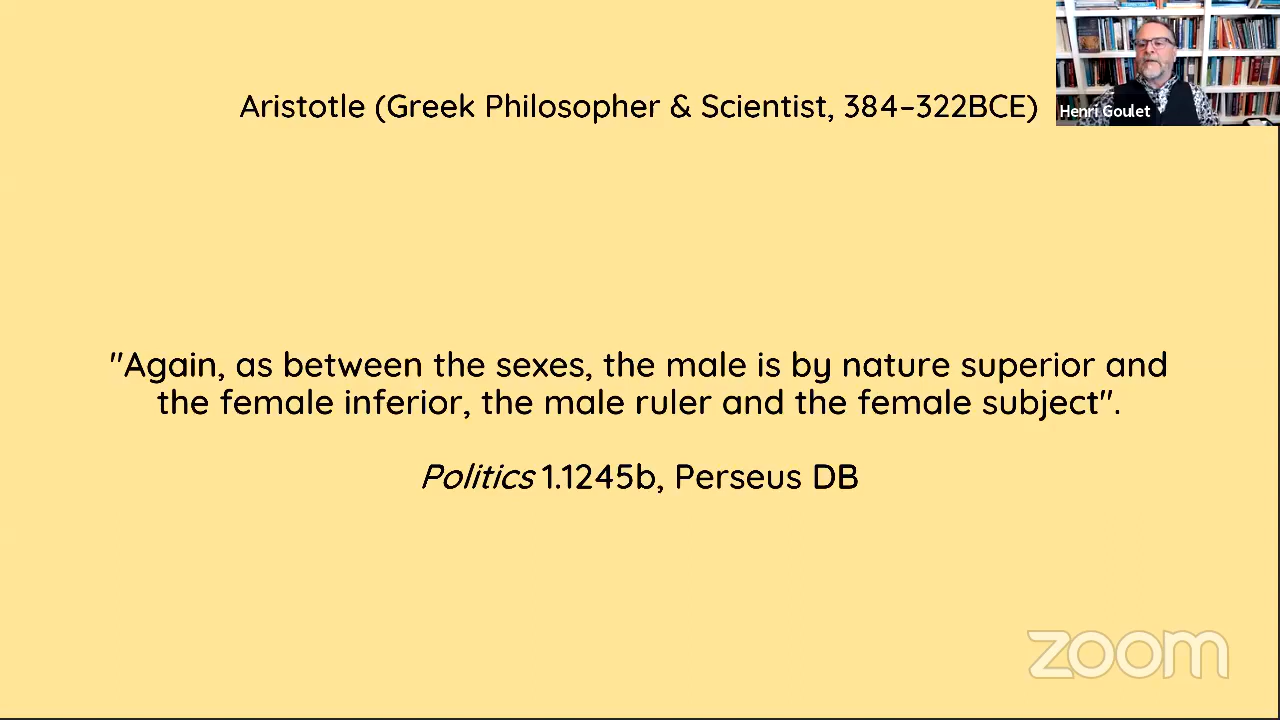 Aristotle (Greek Philosopher & Scientist, 384–322BCE)
Henri Goulet
"Again, as between the sexes, the male is by nature superior and
the female inferior, the male ruler and the female subject".
Politics 1.1245b, Perseus DB
zoom